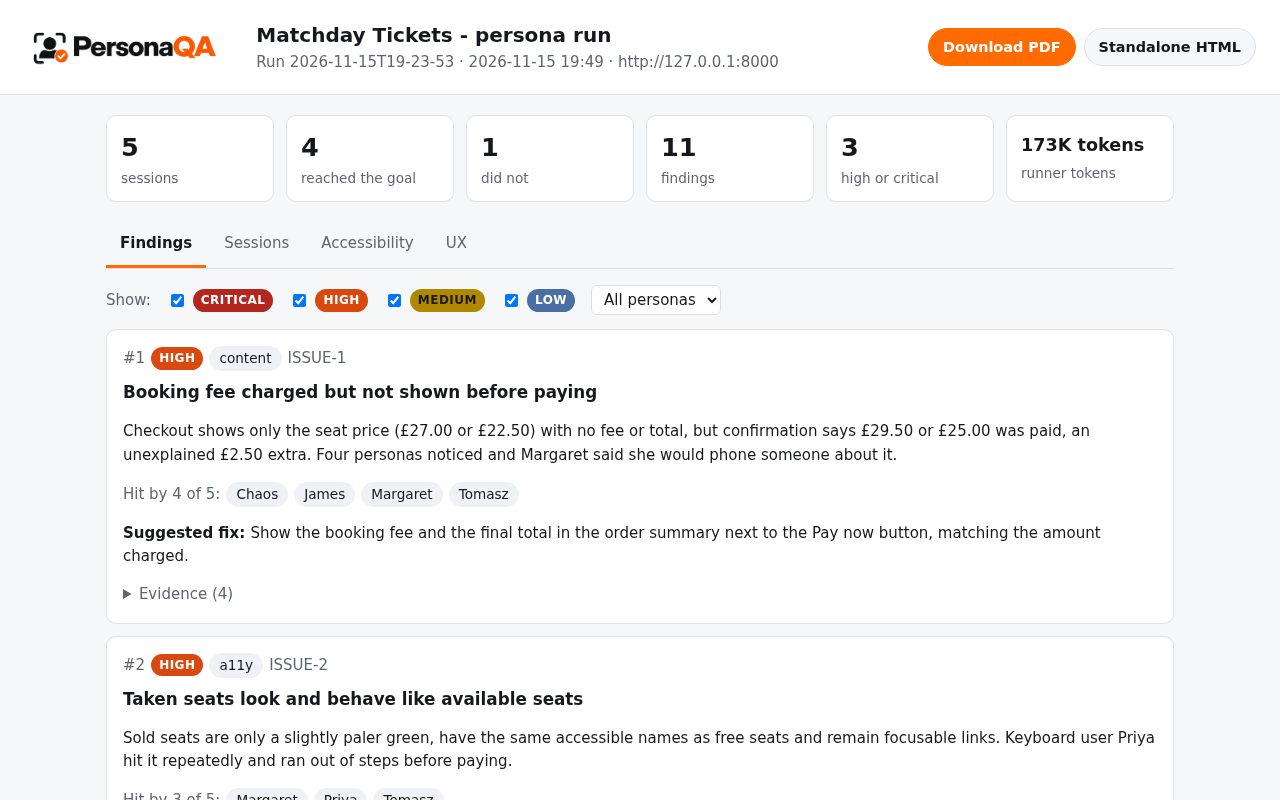 PersonaQA
Matchday Tickets - persona run
Run 2026-11-15T19-23-53 · 2026-11-15 19:49 · http://127.0.0.1:8000
Download PDF
Standalone HTML
5
sessions
4
reached the goal
1
did not
11
findings
3
high or critical
173K tokens
runner tokens
Findings Sessions Accessibility UX
Show: CRITICAL HIGH MEDIUM LOW All personas
#1 HIGH content ISSUE-1
Booking fee charged but not shown before paying
Checkout shows only the seat price (£27.00 or £22.50) with no fee or total, but confirmation says £29.50 or £25.00 was paid, an
unexplained £2.50 extra. Four personas noticed and Margaret said she would phone someone about it.
Hit by 4 of 5: Chaos James Margaret Tomasz
Suggested fix: Show the booking fee and the final total in the order summary next to the Pay now button, matching the amount
charged.
Evidence (4)
#2 HIGH a11y ISSUE-2
Taken seats look and behave like available seats
Sold seats are only a slightly paler green, have the same accessible names as free seats and remain focusable links. Keyboard user Priya
hit it repeatedly and ran out of steps before paying.
Hit by 3 of 5: Margaret Priya Tomasz